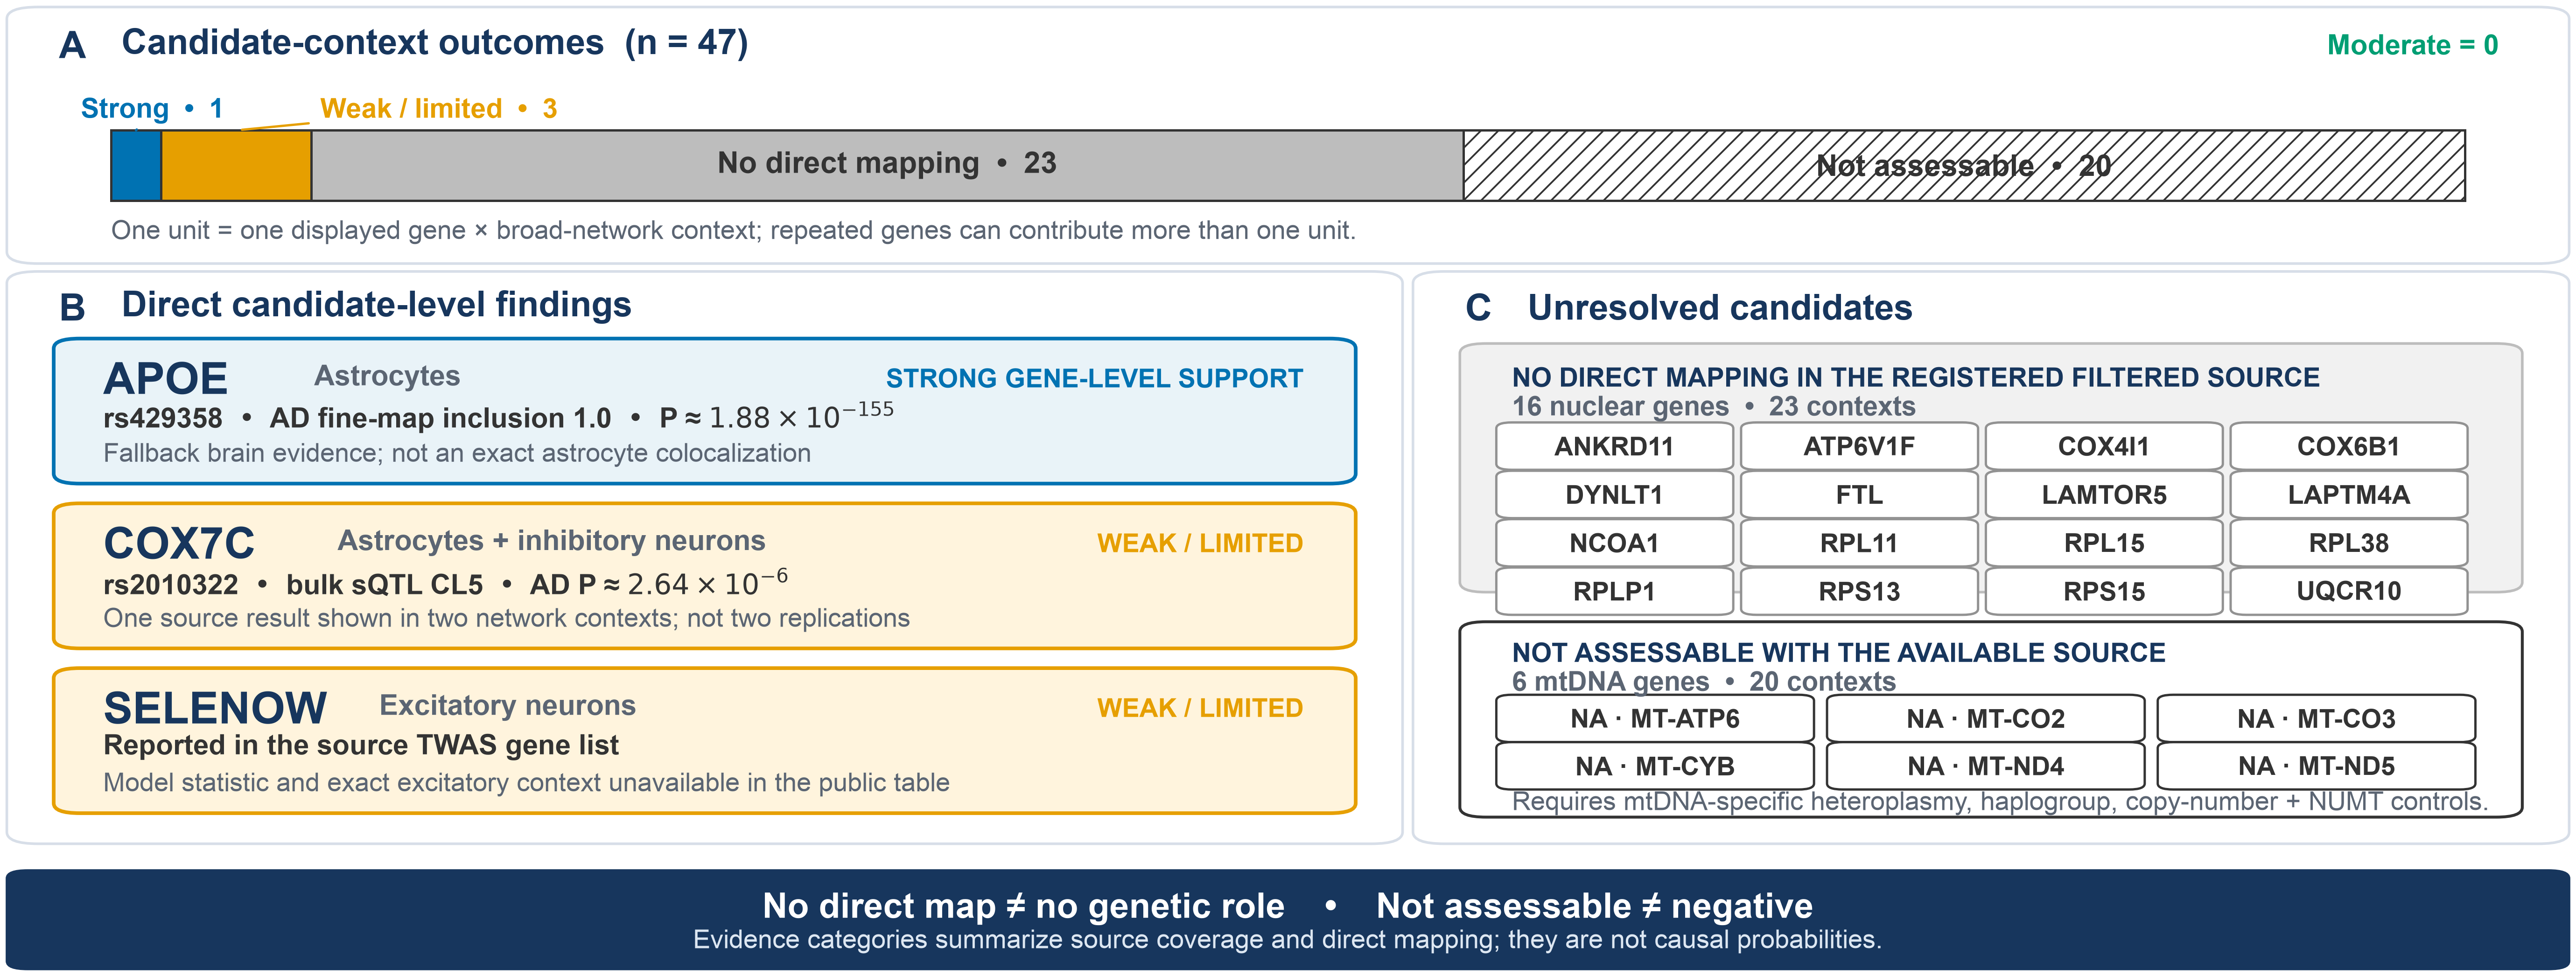 A Candidate-context outcomes (n = 47)
Moderate = 0
Strong • 1
Weak / limited • 3
No direct mapping • 23
Not assessable • 20
One unit = one displayed gene × broad-network context; repeated genes can contribute more than one unit.
B Direct candidate-level findings
APOE Astrocytes STRONG GENE-LEVEL SUPPORT
rs429358 • AD fine-map inclusion 1.0 • P ≈ 1.88 × 10⁻¹⁵⁵
Fallback brain evidence; not an exact astrocyte colocalization
COX7C Astrocytes + inhibitory neurons WEAK / LIMITED
rs2010322 • bulk sQTL CL5 • AD P ≈ 2.64 × 10⁻⁶
One source result shown in two network contexts; not two replications
SELENOW Excitatory neurons WEAK / LIMITED
Reported in the source TWAS gene list
Model statistic and exact excitatory context unavailable in the public table
C Unresolved candidates
NO DIRECT MAPPING IN THE REGISTERED FILTERED SOURCE
16 nuclear genes • 23 contexts
ANKRD11 ATP6V1F COX4I1 COX6B1
DYNLT1 FTL LAMTOR5 LAPTM4A
NCOA1 RPL11 RPL15 RPL38
RPLP1 RPS13 RPS15 UQCR10
NOT ASSESSABLE WITH THE AVAILABLE SOURCE
6 mtDNA genes • 20 contexts
NA · MT-ATP6 NA · MT-CO2 NA · MT-CO3
NA · MT-CYB NA · MT-ND4 NA · MT-ND5
Requires mtDNA-specific heteroplasmy, haplogroup, copy-number + NUMT controls.
No direct map ≠ no genetic role • Not assessable ≠ negative
Evidence categories summarize source coverage and direct mapping; they are not causal probabilities.